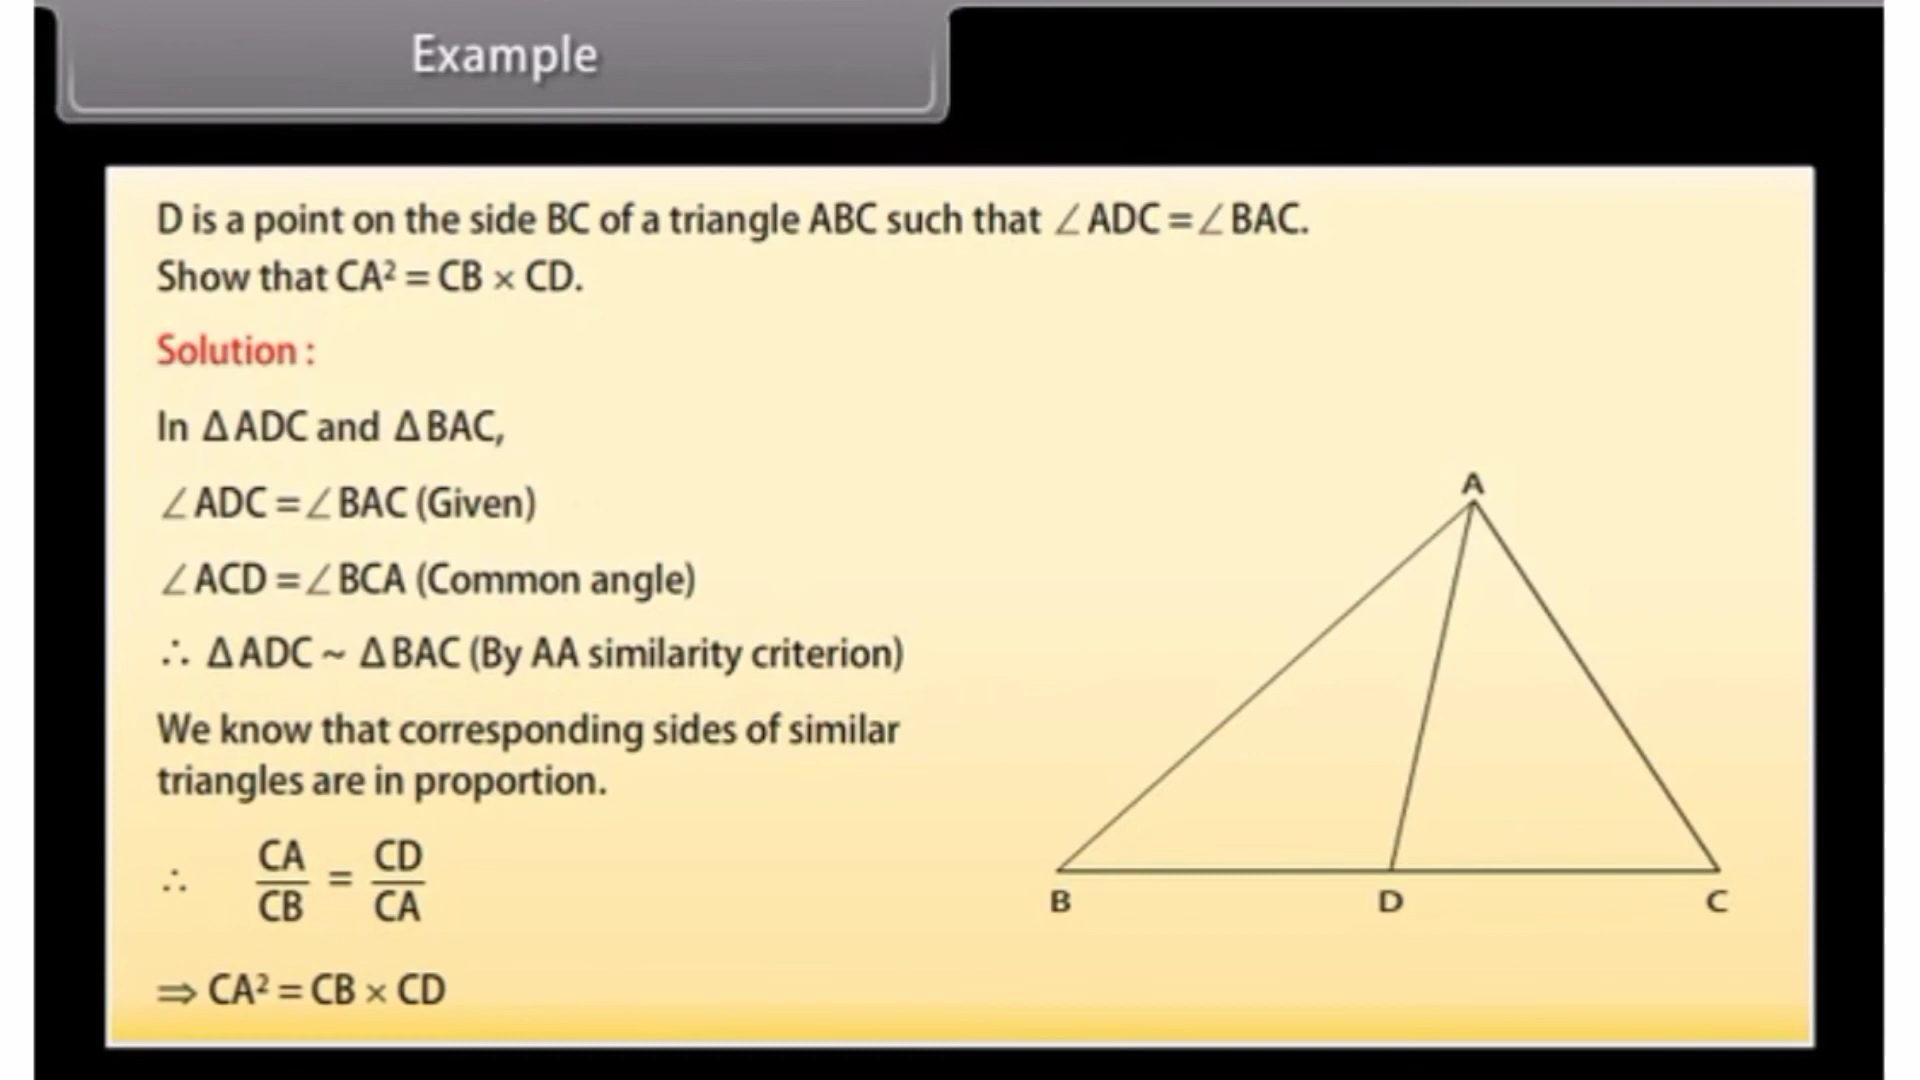 Example
D is a point on the side BC of a triangle ABC such that ∠ADC = ∠BAC.
Show that CA² = CB × CD.
Solution :
In ΔADC and ΔBAC,
∠ADC = ∠BAC (Given)
∠ACD = ∠BCA (Common angle)
∴ ΔADC ~ ΔBAC (By AA similarity criterion)
We know that corresponding sides of similar
triangles are in proportion.
∴ CA/CB = CD/CA
⇒ CA² = CB × CD
A
B D C